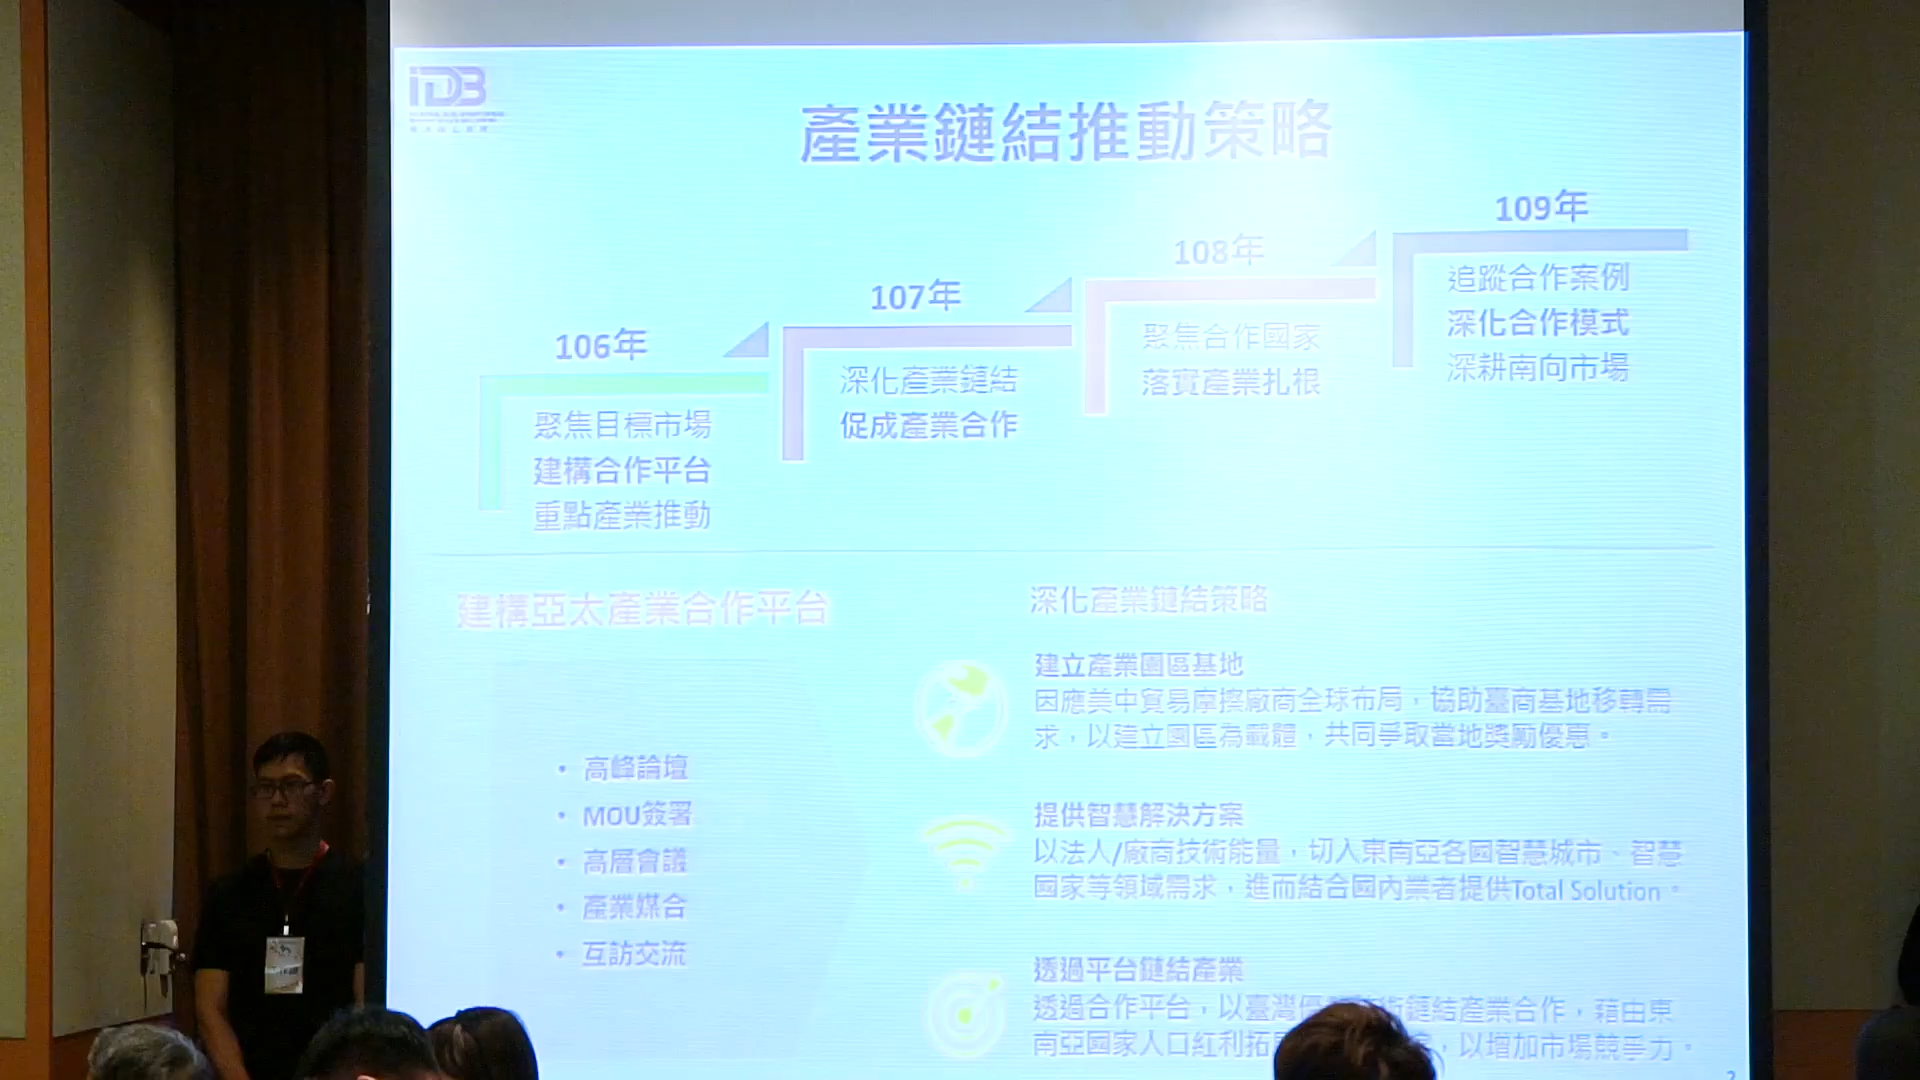 IDB
產業鏈結推動策略
106年
聚焦目標市場
建構合作平台
重點產業推動
107年
深化產業鏈結
促成產業合作
108年
聚焦合作國家
落實產業扎根
109年
追蹤合作案例
深化合作模式
深耕南向市場
建構亞太產業合作平台
• 高峰論壇
• MOU簽署
• 高層會議
• 產業媒合
• 互訪交流
深化產業鏈結策略
建立產業園區基地
因應美中貿易摩擦廠商全球布局，協助臺商基地移轉需
求，以建立園區為載體，共同爭取當地獎勵優惠。
提供智慧解決方案
以法人/廠商技術能量，切入東南亞各國智慧城市、智慧
國家等領域需求，進而結合國內業者提供Total Solution。
透過平台鏈結產業
透過合作平台，以臺灣優 術鏈結產業合作，藉由東
南亞國家人口紅利拓 ，以增加市場競爭力。
2